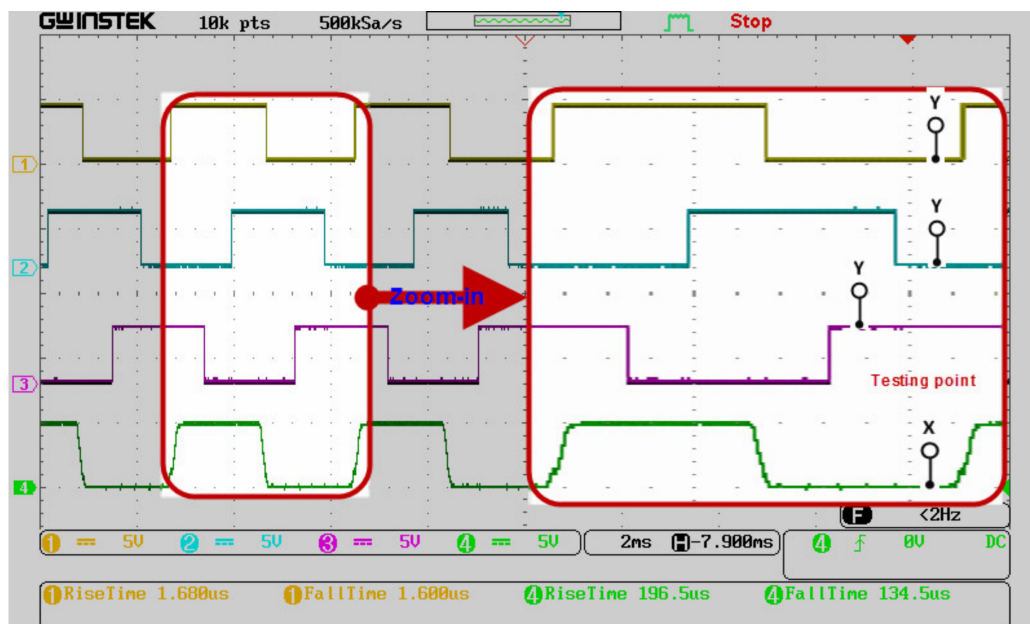 GWINSTEK 10k pts 500kSa/s Stop
Y
1
Y
2
Y
Zoom-in
3
Testing point
X
4
F <2Hz
1 5V 2 5V 3 5V 4 5V 2ms H -7.900ms 4 0V DC
1 RiseTime 1.680us 1 FallTime 1.600us 4 RiseTime 196.5us 4 FallTime 134.5us